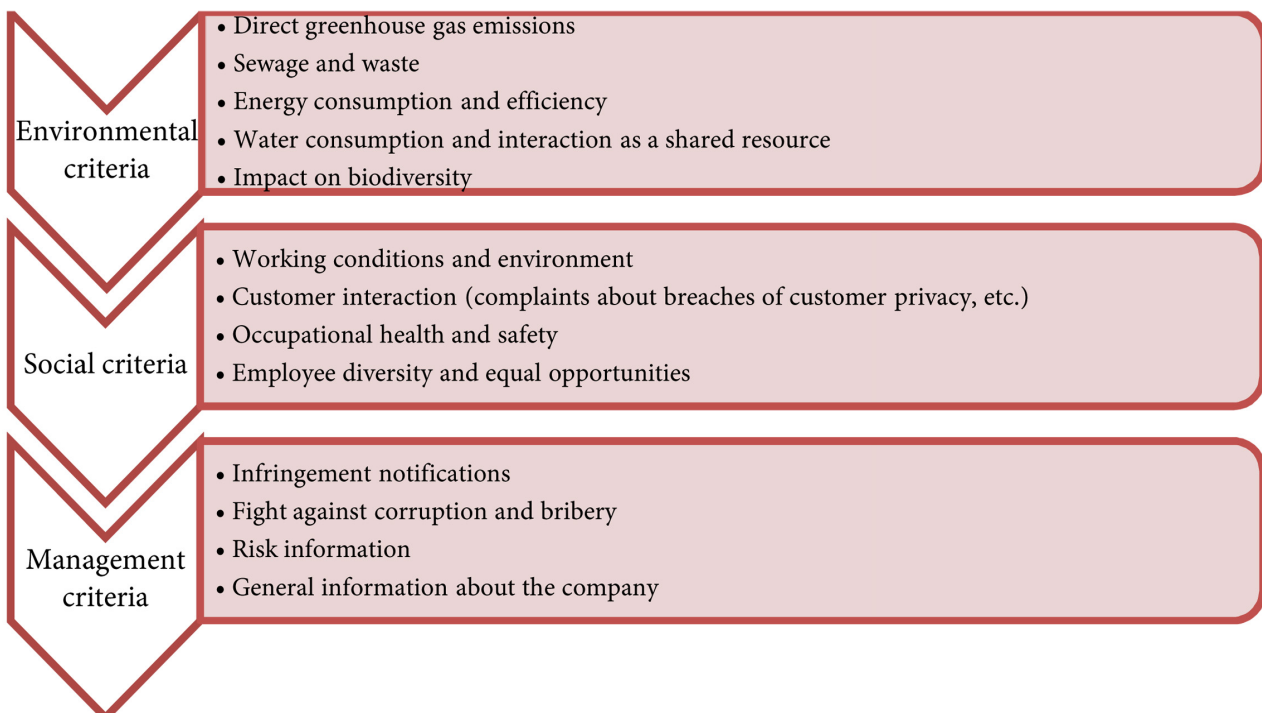 Environmental
criteria
• Direct greenhouse gas emissions
• Sewage and waste
• Energy consumption and efficiency
• Water consumption and interaction as a shared resource
• Impact on biodiversity
Social criteria
• Working conditions and environment
• Customer interaction (complaints about breaches of customer privacy, etc.)
• Occupational health and safety
• Employee diversity and equal opportunities
Management
criteria
• Infringement notifications
• Fight against corruption and bribery
• Risk information
• General information about the company